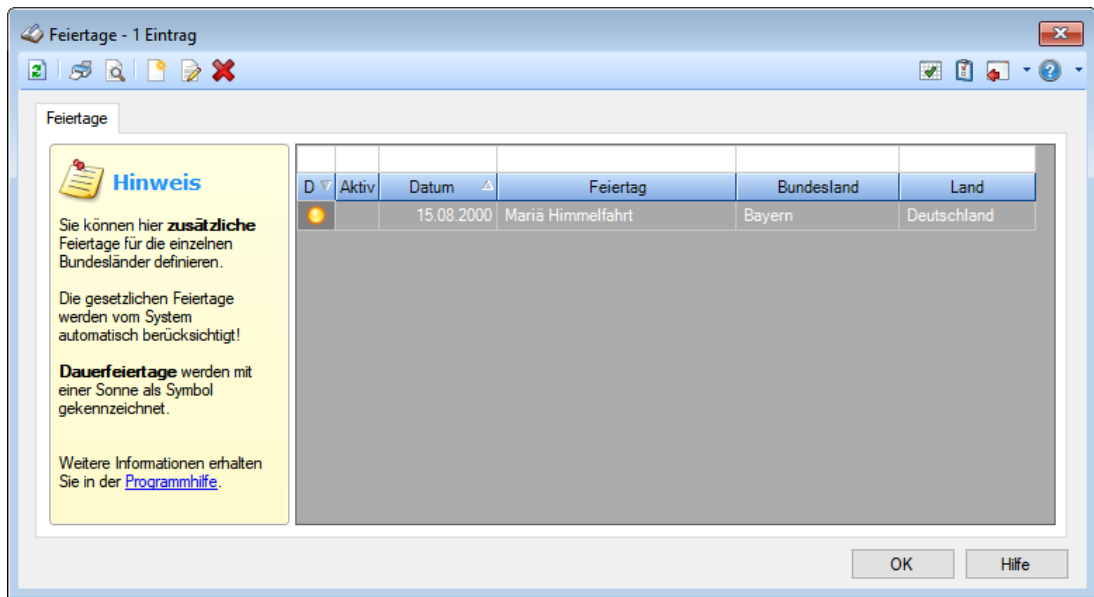 Feiertage - 1 Eintrag
Feiertage
Hinweis
Sie können hier zusätzliche
Feiertage für die einzelnen
Bundesländer definieren.
Die gesetzlichen Feiertage
werden vom System
automatisch berücksichtigt!
Dauerfeiertage werden mit
einer Sonne als Symbol
gekennzeichnet.
Weitere Informationen erhalten
Sie in der Programmhilfe.
D Aktiv Datum Feiertag Bundesland Land
15.08.2000 Mariä Himmelfahrt Bayern Deutschland
OK Hilfe